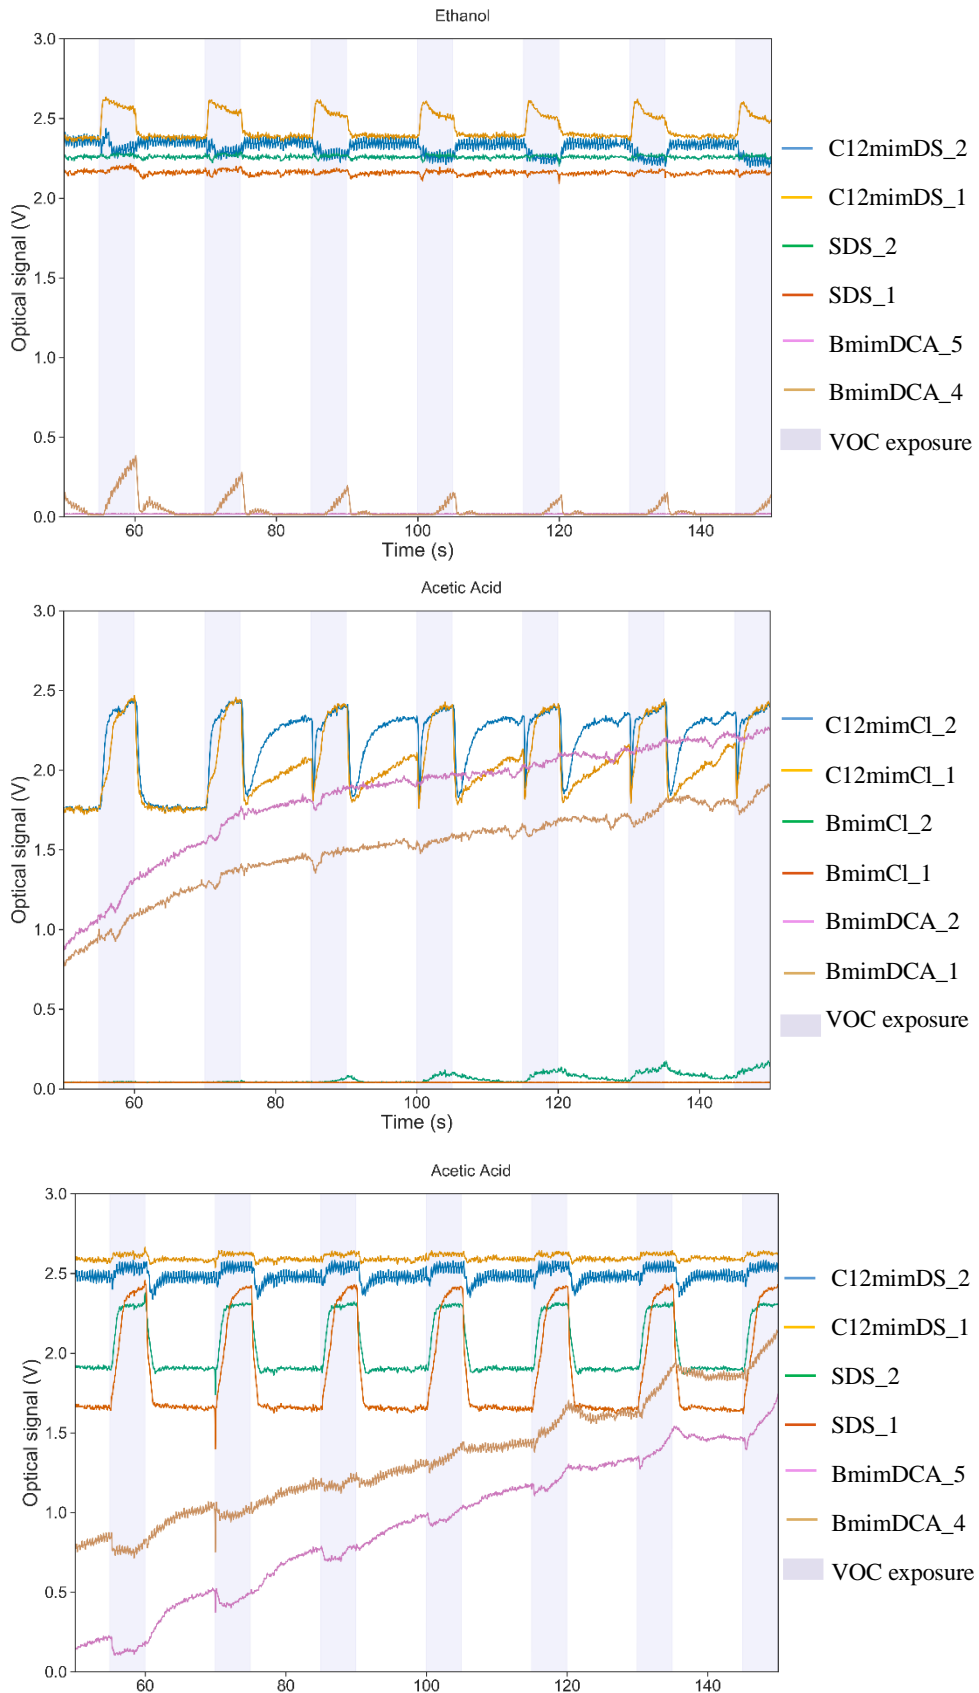 Ethanol
3.0
2.5
2.0
1.5
1.0
0.5
0.0
Optical signal (V)
60
80
100
120
140
Time (s)
C12mimDS_2
C12mimDS_1
SDS_2
SDS_1
BmimDCA_5
BmimDCA_4
VOC exposure
Acetic Acid
3.0
2.5
2.0
1.5
1.0
0.5
0.0
Optical signal (V)
60
80
100
120
140
Time (s)
C12mimCl_2
C12mimCl_1
BmimCl_2
BmimCl_1
BmimDCA_2
BmimDCA_1
VOC exposure
Acetic Acid
3.0
2.5
2.0
1.5
1.0
0.5
0.0
Optical signal (V)
60
80
100
120
140
C12mimDS_2
C12mimDS_1
SDS_2
SDS_1
BmimDCA_5
BmimDCA_4
VOC exposure